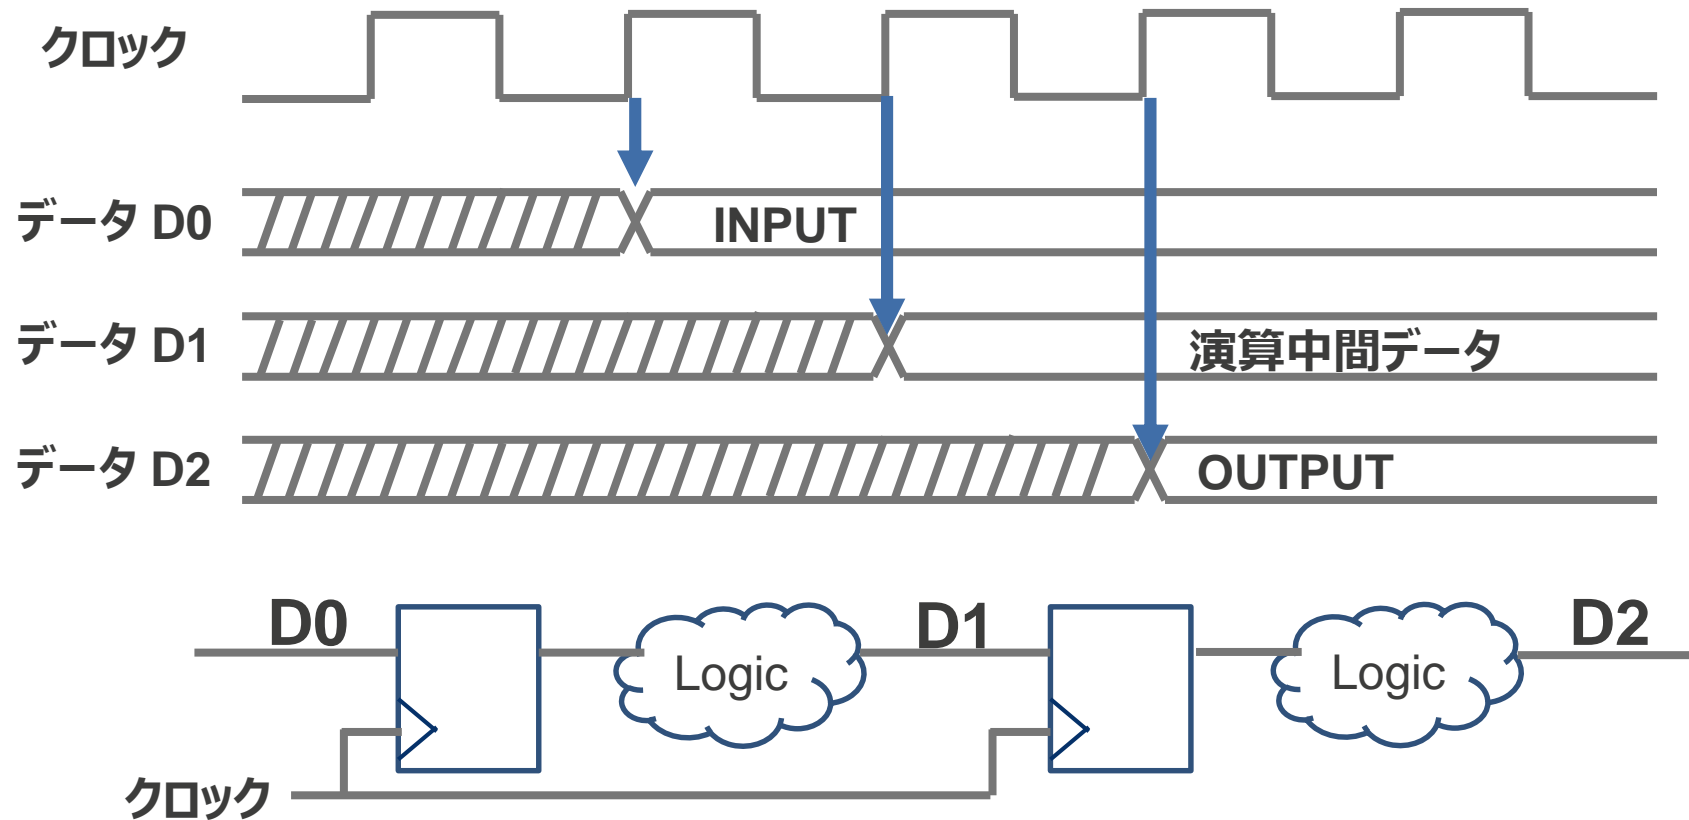 クロック
データ D0
INPUT
データ D1
演算中間データ
データ D2
OUTPUT
D0
D1
D2
Logic
Logic
クロック